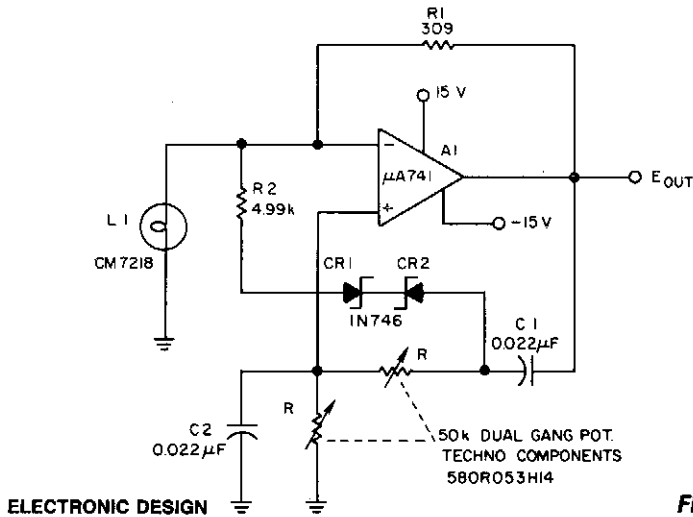 R1
309
15 V
A1
−
μA741
+
E OUT
-15V
R2
4.99k
L1
CM7218
CR1 CR2
1N746
C1
0.022μF
R
R
C2
0.022μF
50k DUAL GANG POT.
TECHNO COMPONENTS
580R053H14
ELECTRONIC DESIGN